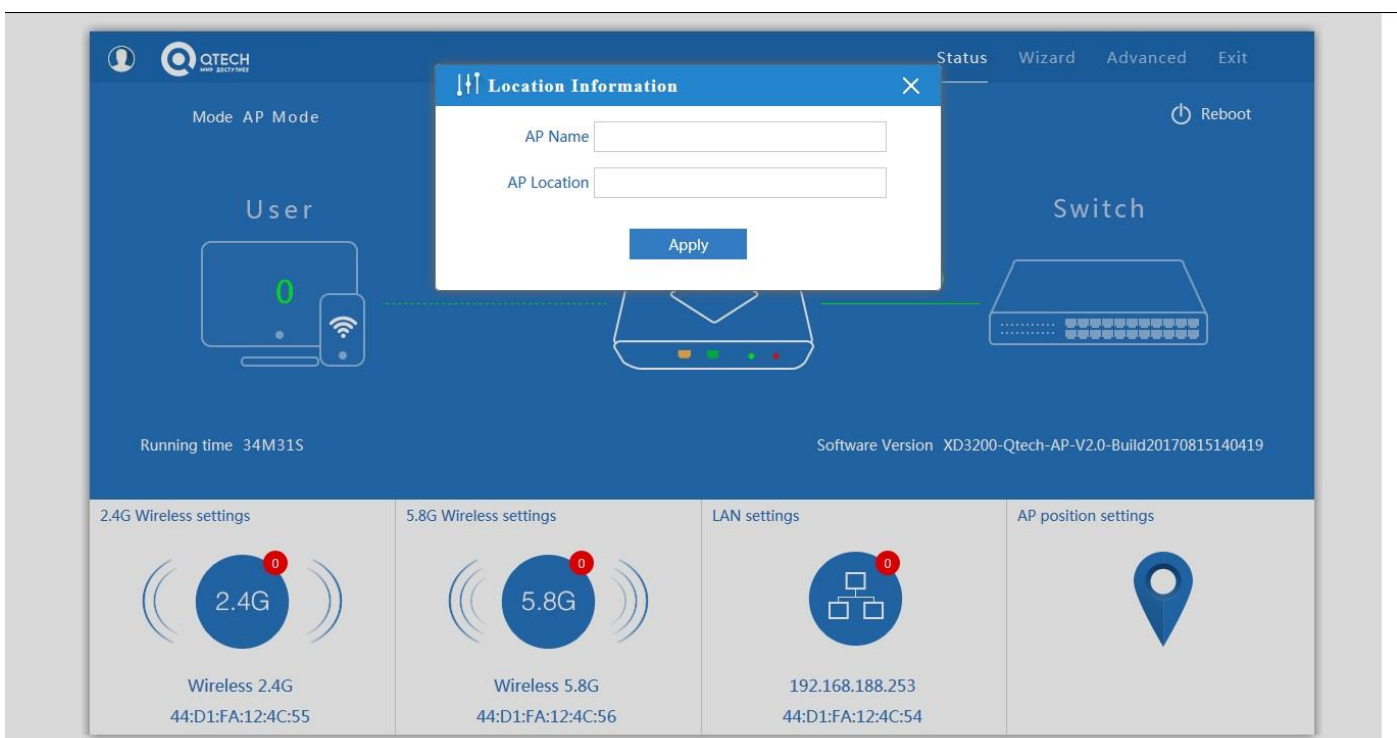 QTECH
МИР ДОСТУПНЕЕ
Status Wizard Advanced Exit
Location Information
Mode AP Mode
Reboot
AP Name
AP Location
Apply
User
Switch
0
Running time 34M31S
Software Version XD3200-Qtech-AP-V2.0-Build20170815140419
2.4G Wireless settings
5.8G Wireless settings
LAN settings
AP position settings
0
0
0
2.4G
5.8G
Wireless 2.4G
Wireless 5.8G
192.168.188.253
44:D1:FA:12:4C:55
44:D1:FA:12:4C:56
44:D1:FA:12:4C:54